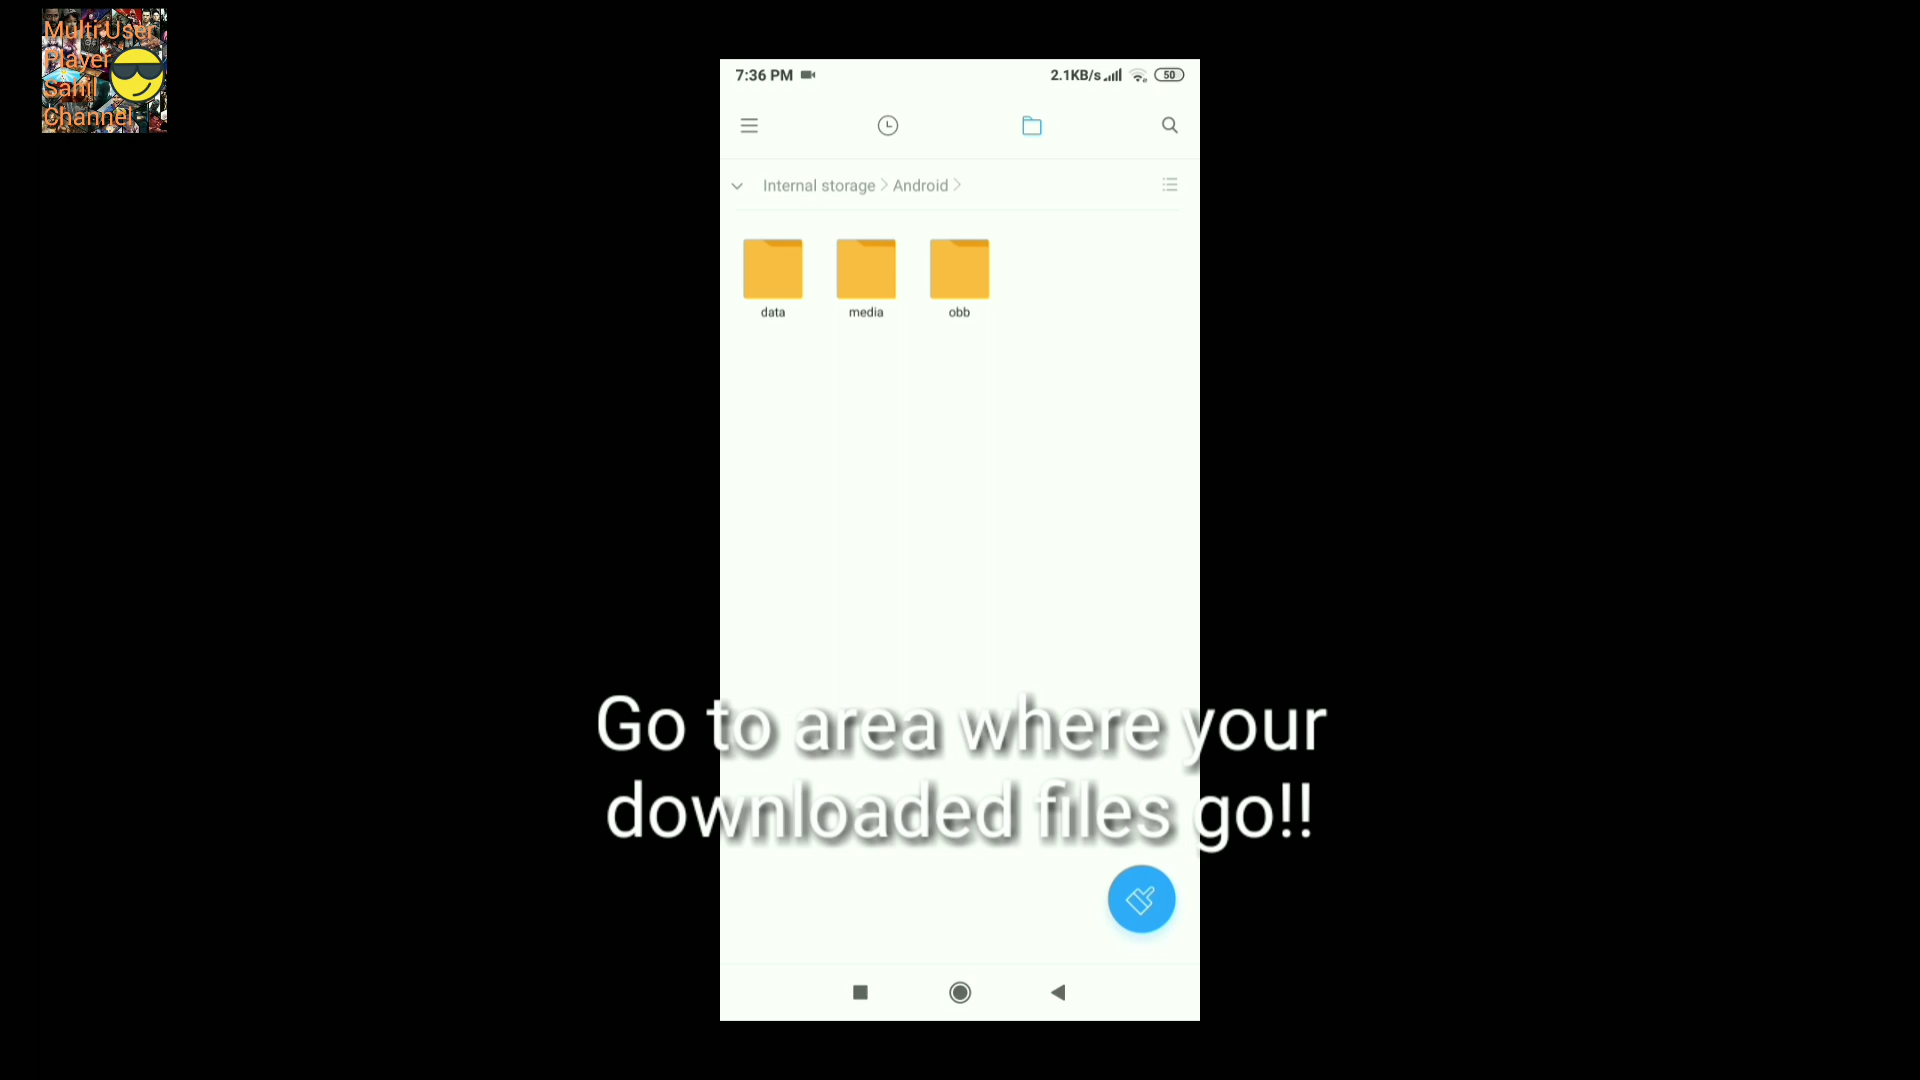 Multi User
Player
Sahil
Channel
7:36 PM
2.1KB/s
50
Internal storage
Android
data
media
obb
Go to area where your
downloaded files go!!